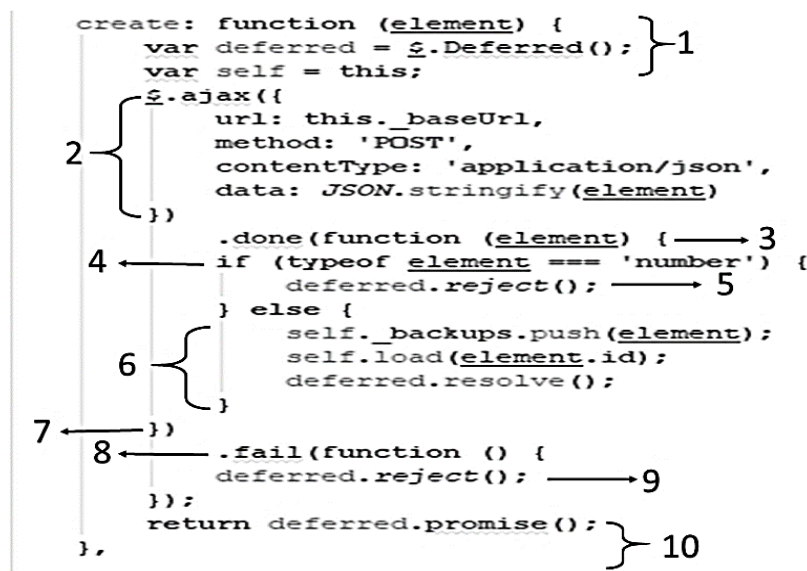 create: function (element) {
var deferred = $.Deferred(); 1
var self = this;
$.ajax({
url: this._baseUrl,
2 method: 'POST',
contentType: 'application/json',
data: JSON.stringify(element)
})
.done(function (element) { 3
4 if (typeof element === 'number') {
deferred.reject(); 5
} else {
self._backups.push(element);
6 self.load(element.id);
deferred.resolve();
}
7 })
8 .fail(function () {
deferred.reject(); 9
});
return deferred.promise();
}, 10